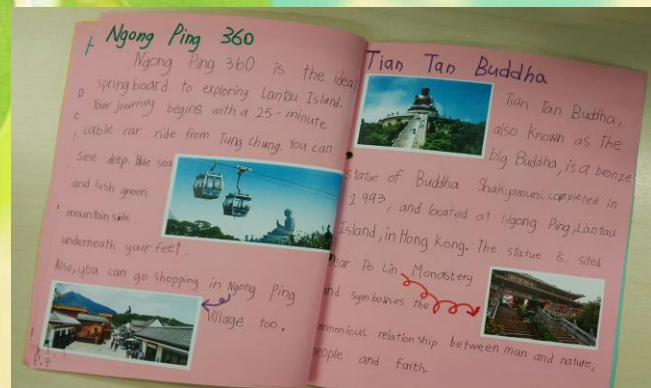 Ngong Ping 360
Ngong Ping 360 is the ideal
springboard to exploring Lantau Island.
Your journey begins with a 25-minute
cable car ride from Tung Chung. You can
see deep blue sea
and lush green
mountain side
underneath your feet.
Also, you can go shopping in Ngong Ping
Village too.
P.7
Tian Tan Buddha
Tian Tan Buddha,
also known as the
big Buddha, is a bronze
statue of Buddha Shakyamuni, completed in
1993, and located at Ngong Ping, Lantau
Island, in Hong Kong. The statue is sited
near Po Lin Monastery
and symbolises the
relationship between man and nature,
people and faith.